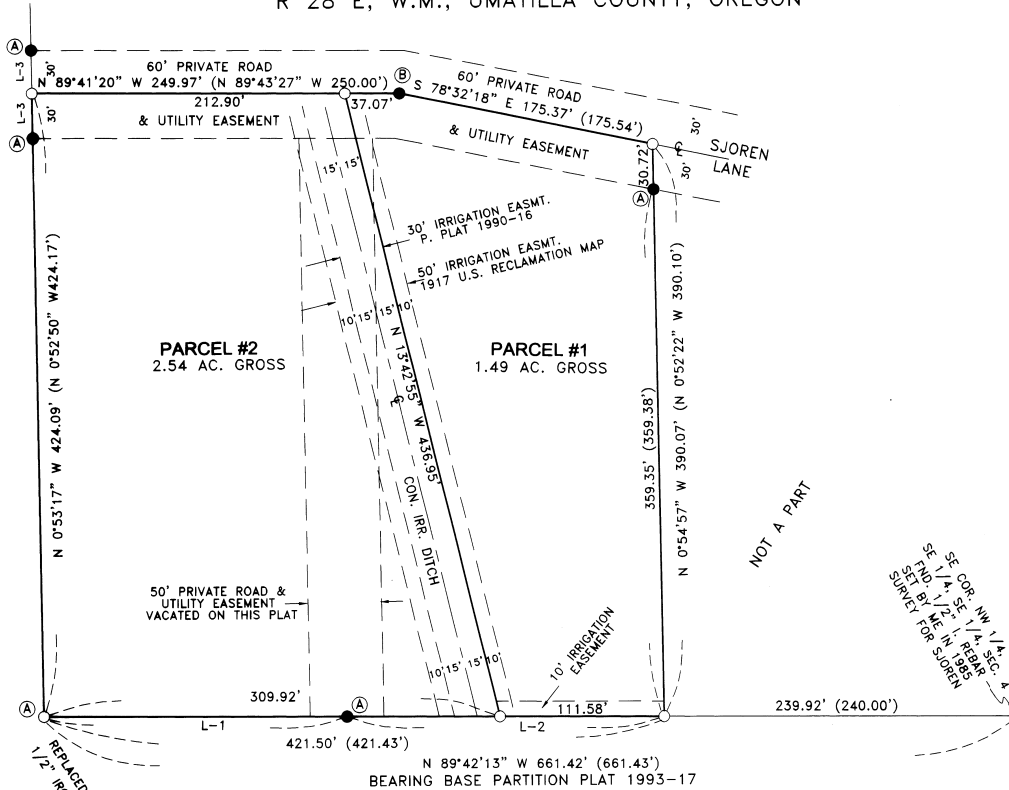 R 28 E, W.M., UMATILLA COUNTY, OREGON
A
L-3
30'
60' PRIVATE ROAD
N 89°41'20" W 249.97' (N 89°43'27" W 250.00')
B
60' PRIVATE ROAD
S 78°32'18" E 175.37' (175.54')
L-3
30'
212.90'
37.07'
& UTILITY EASEMENT
& UTILITY EASEMENT
A
30'
℄ SJOREN
LANE
30'
30.72'
A
15' 15'
30' IRRIGATION EASMT.
P. PLAT 1990-16
50' IRRIGATION EASMT.
1917 U.S. RECLAMATION MAP
10' 15' 15' 10'
N 0°53'17" W 424.09' (N 0°52'50" W424.17')
PARCEL #2
2.54 AC. GROSS
PARCEL #1
1.49 AC. GROSS
N 13°42'55" W 436.95'
℄
CON. IRR. DITCH
359.35' (359.38')
N 0°54'57" W 390.07' (N 0°52'22" W 390.10')
NOT A PART
50' PRIVATE ROAD &
UTILITY EASEMENT
VACATED ON THIS PLAT
10' IRRIGATION
EASEMENT
SE COR. NW 1/4,
SE 1/4, SE 1/4, SEC. 4
FND. 1/2" I. REBAR
SET BY ME IN 1985
SURVEY FOR SJOREN
10' 15' 15' 10'
A
309.92'
A
111.58'
239.92' (240.00')
L-1
L-2
421.50' (421.43')
REPLACED
N 89°42'13" W 661.42' (661.43')
BEARING BASE PARTITION PLAT 1993-17